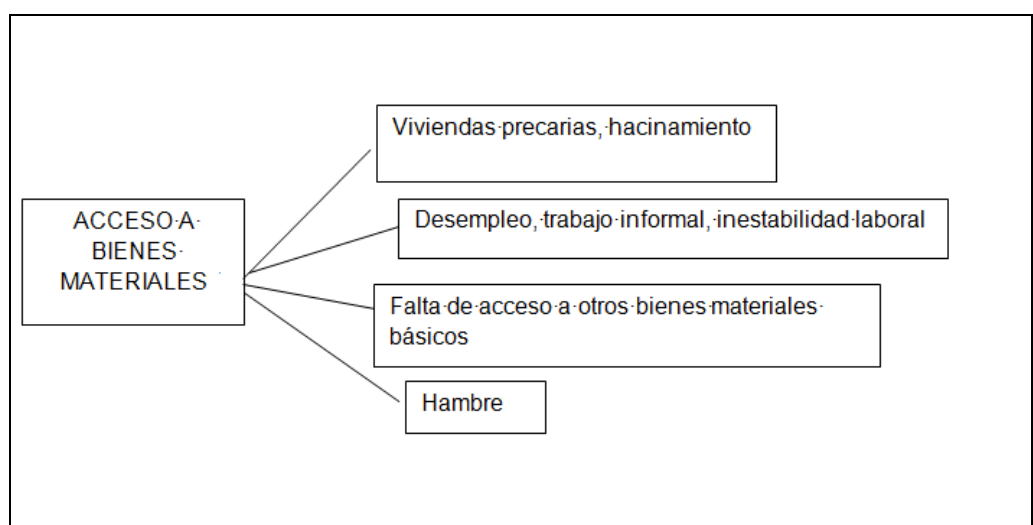 Viviendas precarias, hacinamiento
ACCESO A
BIENES
MATERIALES
Desempleo, trabajo informal, inestabilidad laboral
Falta de acceso a otros bienes materiales
básicos
Hambre